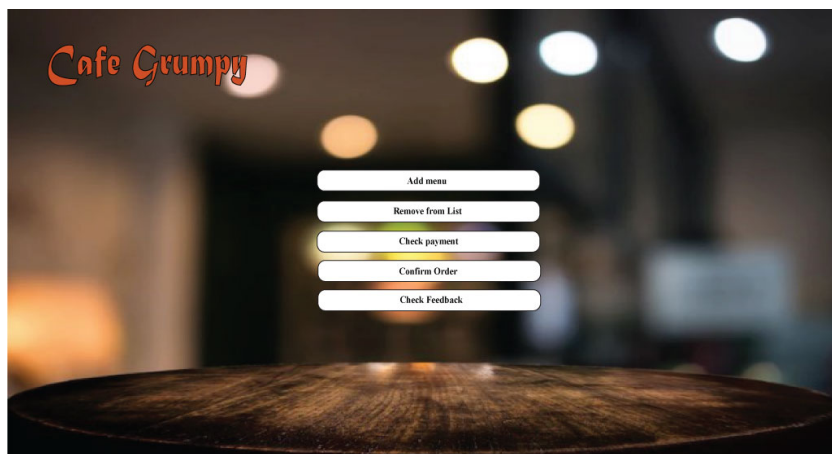 Cafe Grumpy
Add menu
Remove from List
Check payment
Confirm Order
Check Feedback